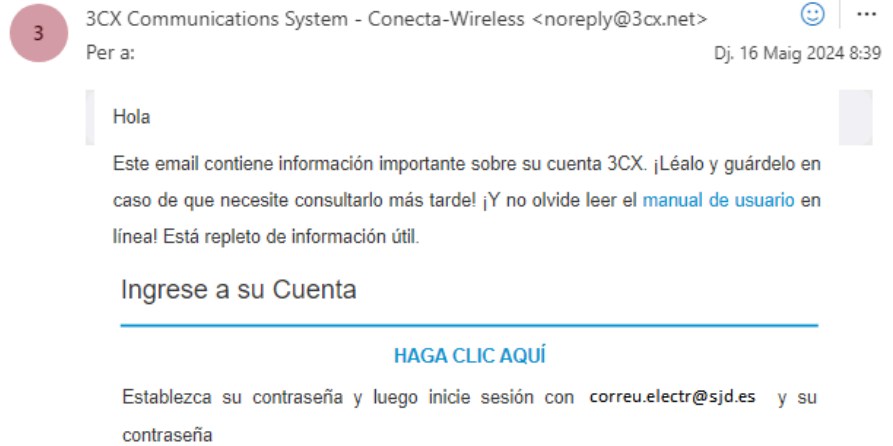 3
3CX Communications System - Conecta-Wireless <noreply@3cx.net>
Per a:
Dj. 16 Maig 2024 8:39
Hola
Este email contiene información importante sobre su cuenta 3CX. ¡Léalo y guárdelo en
caso de que necesite consultarlo más tarde! ¡Y no olvide leer el manual de usuario en
línea! Está repleto de información útil.
Ingrese a su Cuenta
HAGA CLIC AQUÍ
Establezca su contraseña y luego inicie sesión con correu.electr@sjd.es y su
contraseña